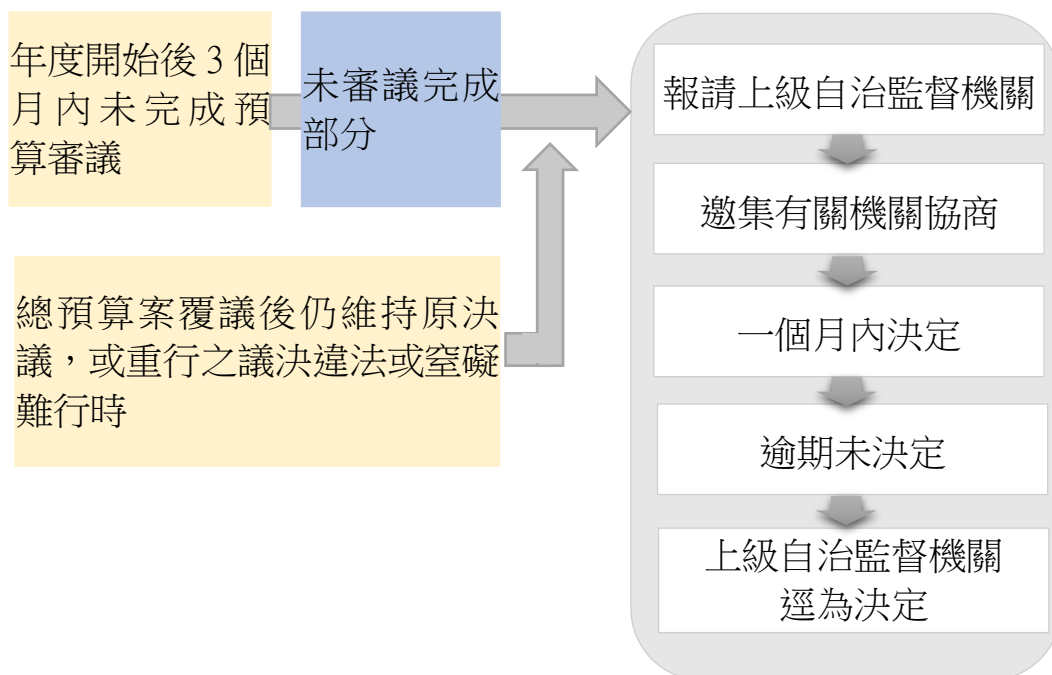 年度開始後 3 個
月內未完成預
算審議
未審議完成
部分
總預算案覆議後仍維持原決
議，或重行之議決違法或窒礙
難行時
報請上級自治監督機關
邀集有關機關協商
一個月內決定
逾期未決定
上級自治監督機關
逕為決定